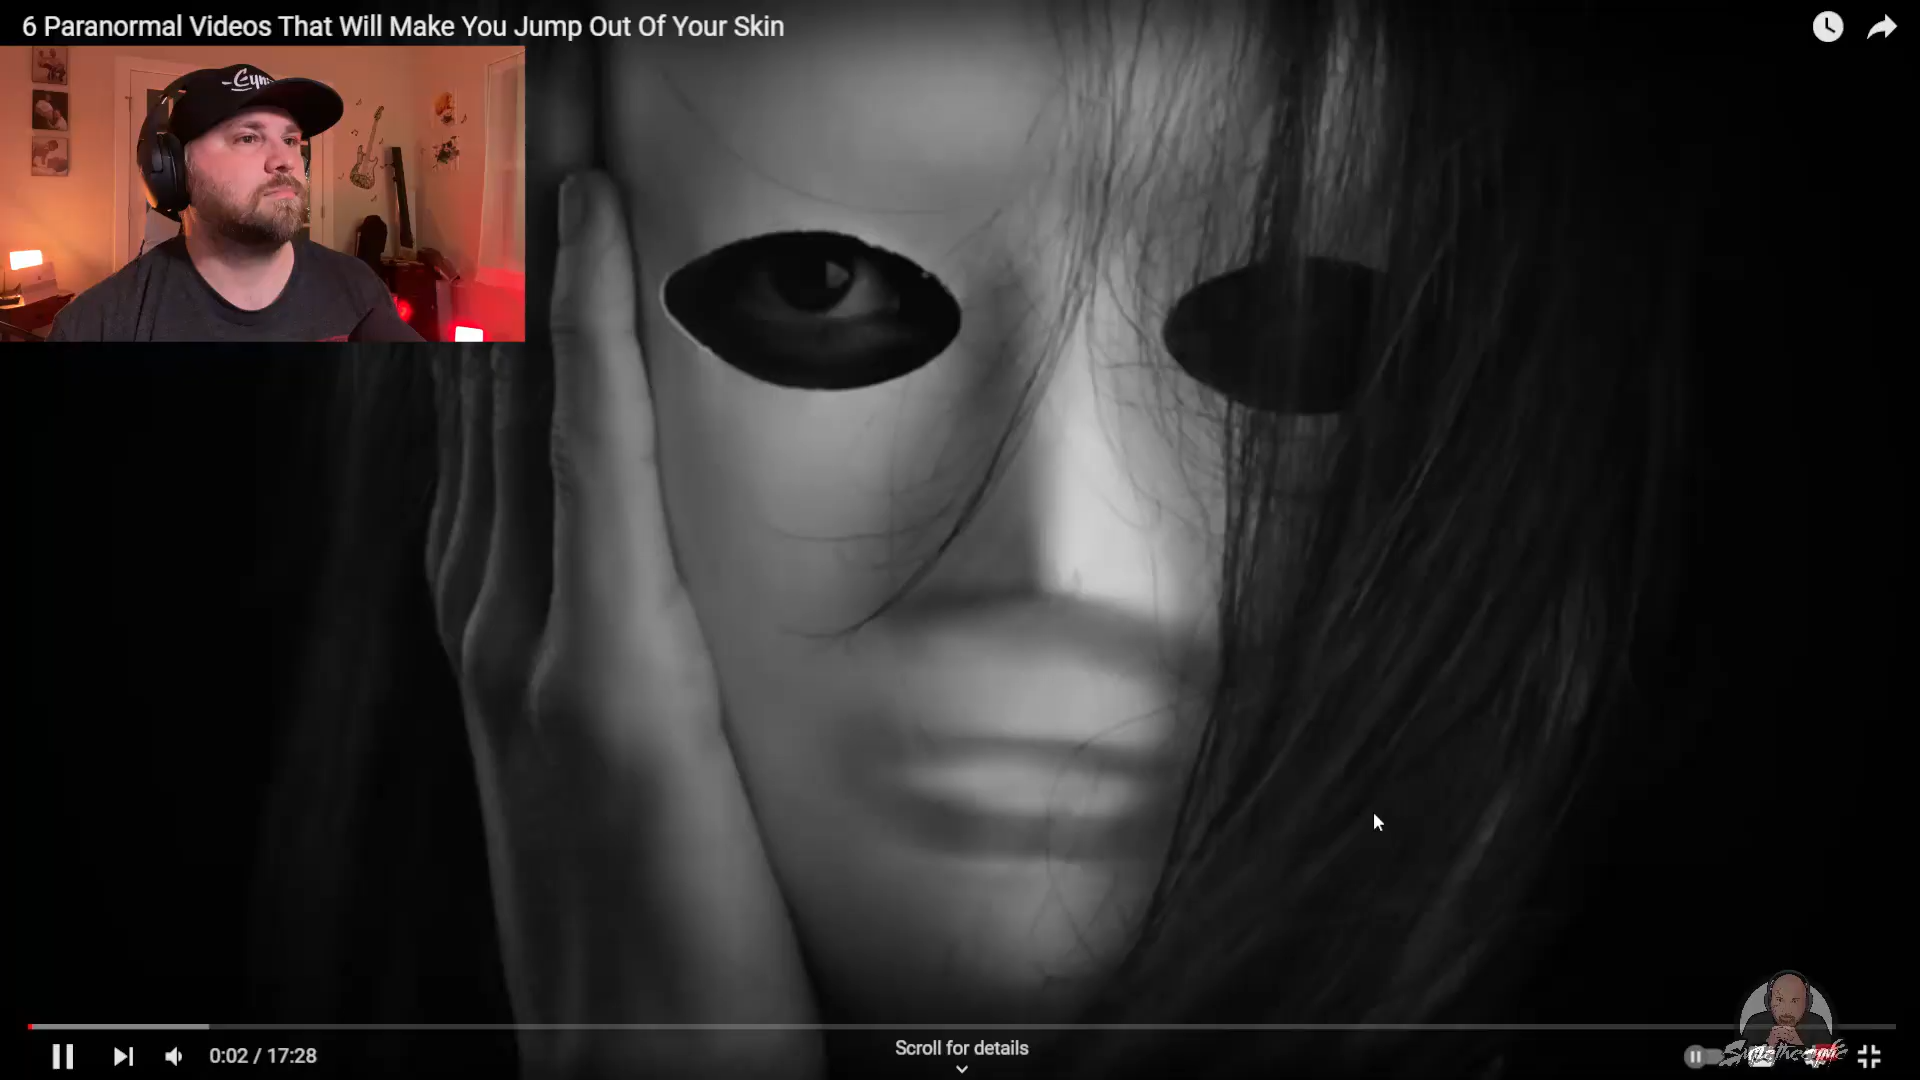 6 Paranormal Videos That Will Make You Jump Out Of Your Skin
0:02 / 17:28
Scroll for details